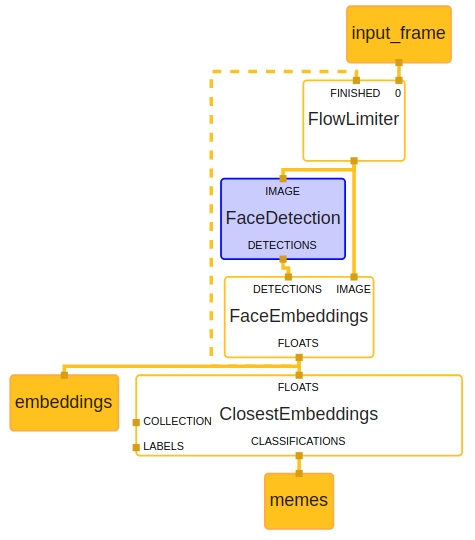 input_frame
FINISHED 0
FlowLimiter
IMAGE
FaceDetection
DETECTIONS
DETECTIONS IMAGE
FaceEmbeddings
FLOATS
embeddings
FLOATS
ClosestEmbeddings
COLLECTION
LABELS
CLASSIFICATIONS
memes